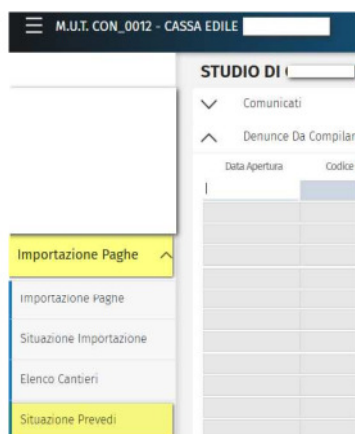 M.U.T. CON_0012 - CASSA EDILE
STUDIO DI
Comunicati
Denunce Da Compilar
Data Apertura Codice
Importazione Paghe
Importazione Paghe
Situazione Importazione
Elenco Cantieri
Situazione Prevedi